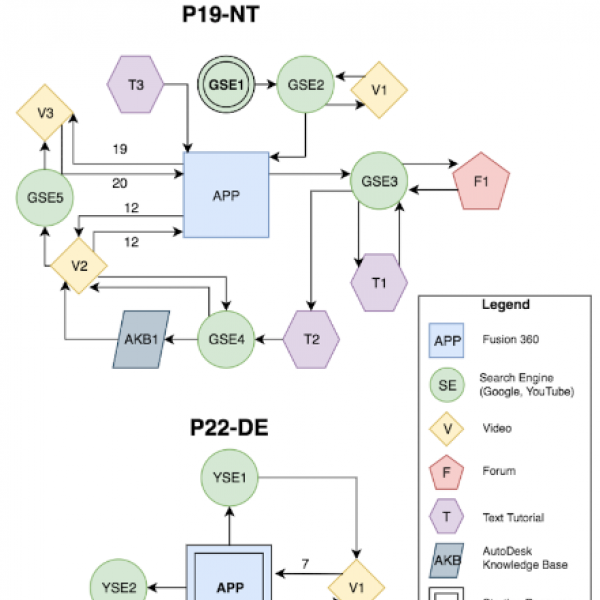 P19-NT
T3
GSE1
GSE2
V1
V3
19
APP
GSE3
F1
20
GSE5
12
12
V2
T1
AKB1
GSE4
T2
Legend
APP
Fusion 360
SE
Search Engine
(Google, YouTube)
V
Video
F
Forum
T
Text Tutorial
AKB
AutoDesk
Knowledge Base
P22-DE
YSE1
7
YSE2
APP
V1